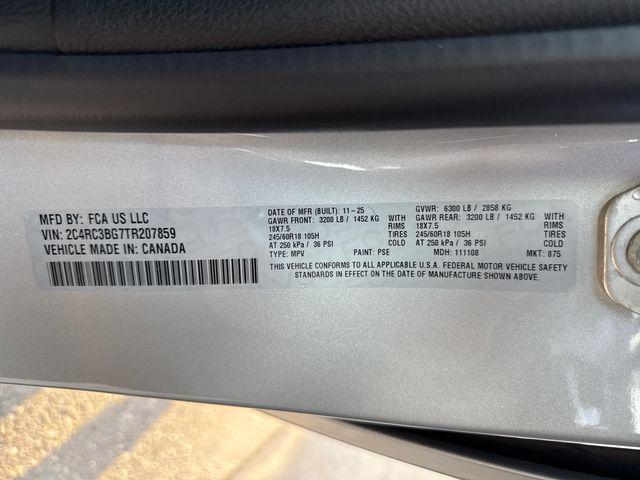 MFD BY: FCA US LLC
VIN: 2C4RC3BG7TR207859
VEHICLE MADE IN: CANADA
DATE OF MFR (BUILT): 11-25
GAWR FRONT: 3200 LB / 1452 KG WITH
18X7.5 RIMS
245/60R18 105H TIRES
AT 250 kPa / 36 PSI COLD
TYPE: MPV PAINT: PSE
GVWR: 6300 LB / 2858 KG
GAWR REAR: 3200 LB / 1452 KG WITH
18X7.5 RIMS
245/60R18 105H TIRES
AT 250 kPa / 36 PSI COLD
MDH: 111108 MKT: 875
THIS VEHICLE CONFORMS TO ALL APPLICABLE U.S.A. FEDERAL MOTOR VEHICLE SAFETY
STANDARDS IN EFFECT ON THE DATE OF MANUFACTURE SHOWN ABOVE.